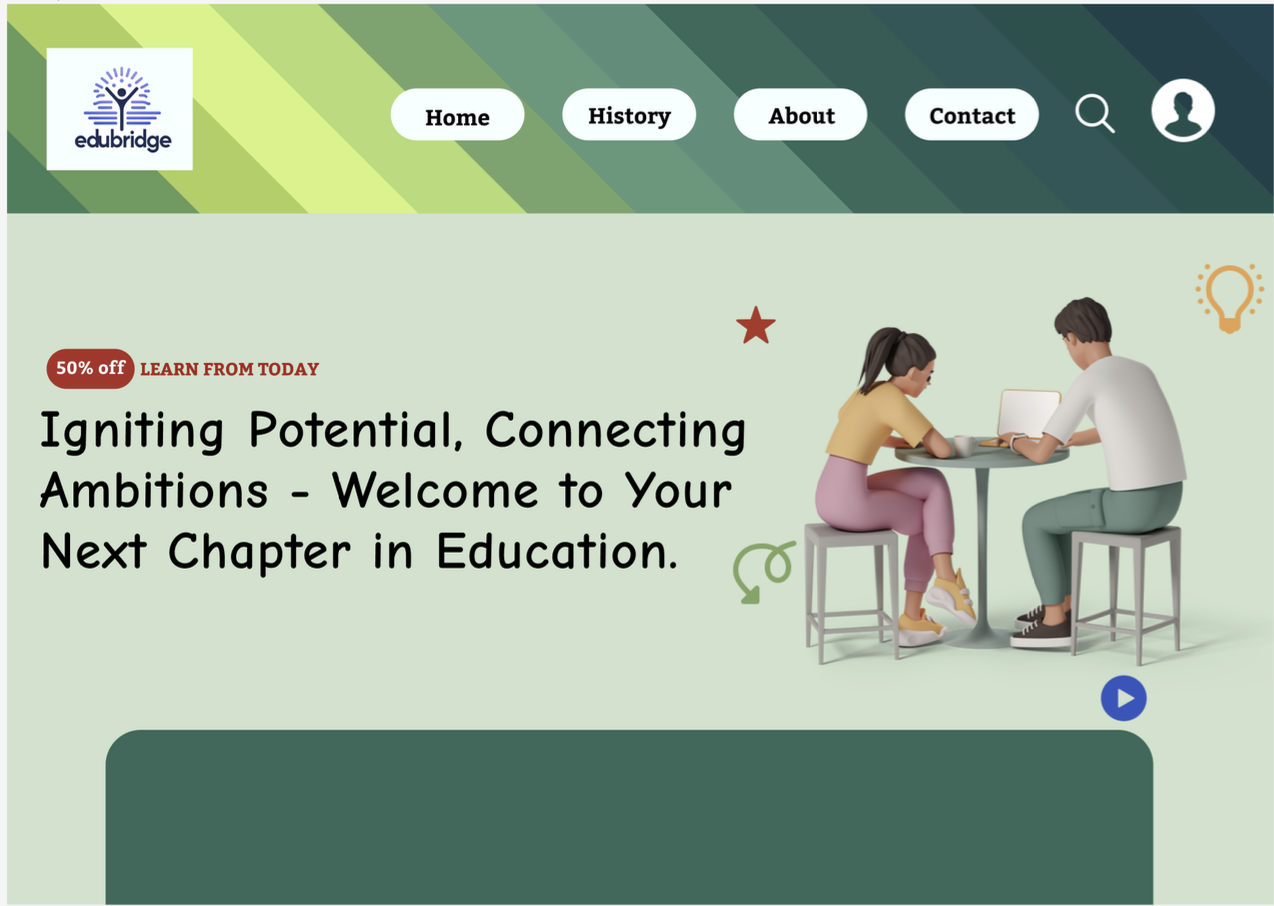 edubridge
Home
History
About
Contact
50% off LEARN FROM TODAY
Igniting Potential, Connecting
Ambitions - Welcome to Your
Next Chapter in Education.